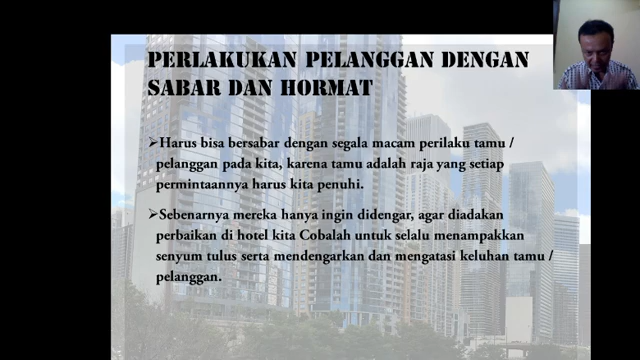 PERLAKUKAN PELANGGAN DENGAN
SABAR DAN HORMAT
➢Harus bisa bersabar dengan segala macam perilaku tamu /
pelanggan pada kita, karena tamu adalah raja yang setiap
permintaannya harus kita penuhi.
➢Sebenarnya mereka hanya ingin didengar, agar diadakan
perbaikan di hotel kita Cobalah untuk selalu menampakkan
senyum tulus serta mendengarkan dan mengatasi keluhan tamu /
pelanggan.